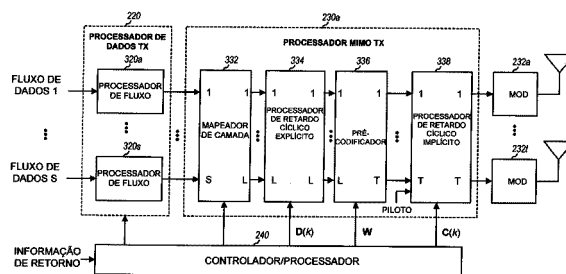 220
230a
PROCESSADOR DE
DADOS TX
PROCESSADOR MIMO TX
320a
332
334
336
338
232a
FLUXO DE
DADOS 1
PROCESSADOR
DE FLUXO
1
1 1
1 1
1 1
1
MOD
MAPEADOR
DE CAMADA
PROCESSADOR
DE RETARDO
CÍCLICO
EXPLÍCITO
PRÉ-
CODIFICADOR
PROCESSADOR
DE RETARDO
CÍCLICO
IMPLÍCITO
320s
232t
FLUXO DE
DADOS S
PROCESSADOR
DE FLUXO
S L
L L
L T
T T
MOD
PILOTO
240
D(k)
W
C(k)
INFORMAÇÃO
DE RETORNO
CONTROLADOR/PROCESSADOR